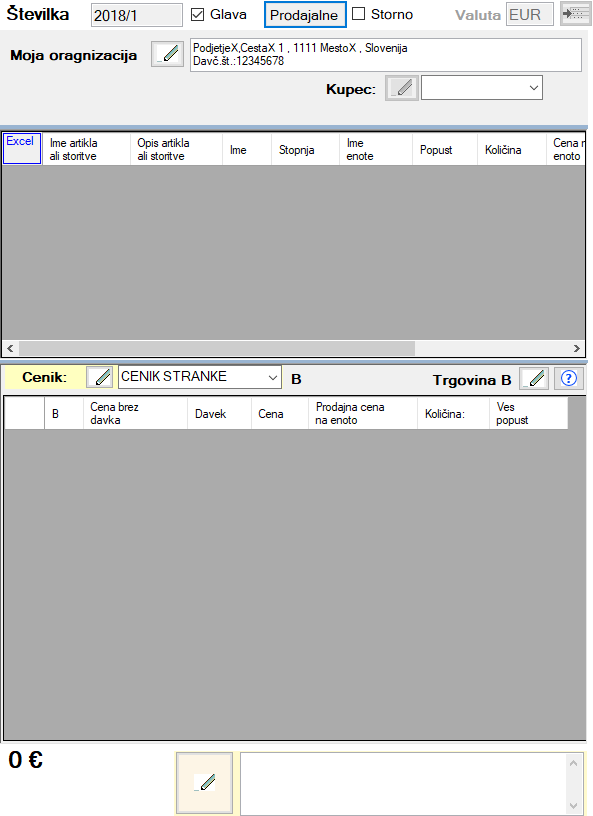 Številka 2018/1 Glava Prodajalne Storno Valuta EUR
Moja oragnizacija
PodjetjeX,CestaX 1 , 1111 MestoX , Slovenija
Davč.št.:12345678
Kupec:
Excel Ime artikla ali storitve Opis artikla ali storitve Ime Stopnja Ime enote Popust Količina Cena n enoto
Cenik: CENIK STRANKE B Trgovina B ?
B Cena brez davka Davek Cena Prodajna cena na enoto Količina: Ves popust
0 €